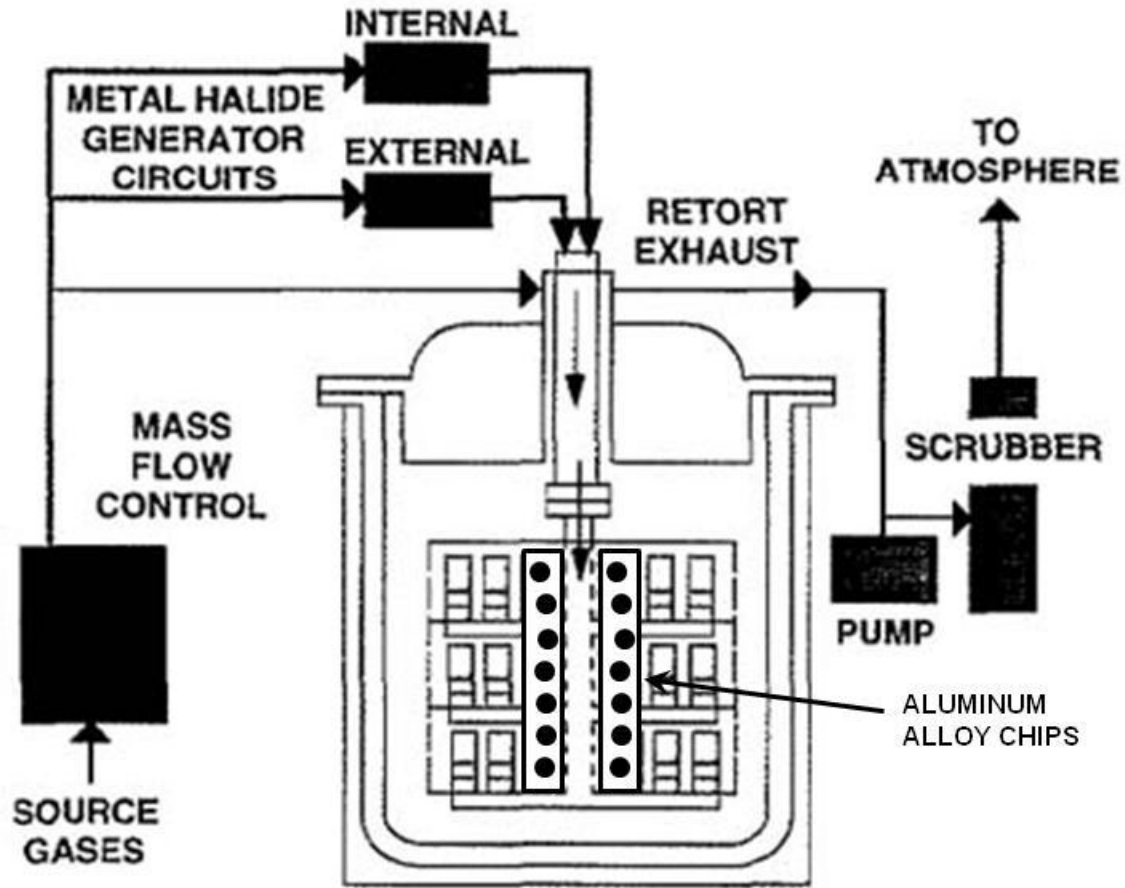 INTERNAL
METAL HALIDE
GENERATOR
CIRCUITS
EXTERNAL
RETORT
EXHAUST
TO
ATMOSPHERE
MASS
FLOW
CONTROL
SCRUBBER
PUMP
ALUMINUM
ALLOY CHIPS
SOURCE
GASES